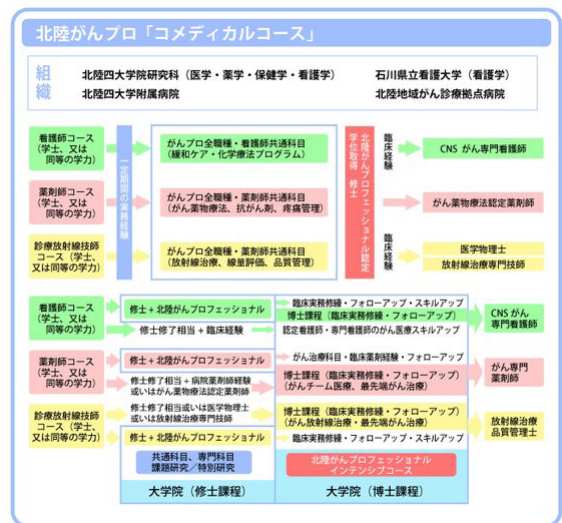 北陸がんプロ「コメディカルコース」
組織
北陸四大学院研究科（医学・薬学・保健学・看護学）
石川県立看護大学（看護学）
北陸四大学附属病院
北陸地域がん診療拠点病院
看護師コース
（学士、又は
同等の学力）
薬剤師コース
（学士、又は
同等の学力）
診療放射線技師
コース（学士、
又は同等の学力）
一定期間の実務経験
がんプロ全職種・看護師共通科目
（緩和ケア・化学療法プログラム）
がんプロ全職種・薬剤師共通科目
（がん薬物療法、抗がん剤、疼痛管理）
がんプロ全職種・薬剤師共通科目
（放射線治療、線量評価、品質管理）
北陸がんプロフェッショナル認定
学位取得 修士
臨床経験
臨床経験
CNS がん専門看護師
がん薬物療法認定薬剤師
医学物理士
放射線治療専門技師
看護師コース
（学士、又は
同等の学力）
修士＋北陸がんプロフェッショナル
修士修了相当＋臨床経験
臨床実務修練・フォローアップ・スキルアップ
博士課程（臨床実務修練・フォローアップ）
認定看護師・専門看護師のがん医療スキルアップ
CNS がん
専門看護師
薬剤師コース
（学士、又は
同等の学力）
修士＋北陸がんプロフェッショナル
修士修了相当＋病院薬剤師経験
或いはがん薬物療法認定薬剤師
がん治療科目・臨床薬剤経験・フォローアップ
博士課程（臨床実務修練・フォローアップ）
（がんチーム医療、最先端がん治療）
がん専門
薬剤師
診療放射線技師
コース（学士、
又は同等の学力）
修士修了相当或いは医学物理士
或いは放射線治療専門技師
修士＋北陸がんプロフェッショナル
博士課程（臨床実務修練・フォローアップ）
（がん放射線治療・最先端がん治療）
臨床実務修練・フォローアップ・スキルアップ
放射線治療
品質管理士
共通科目、専門科目
課題研究／特別研究
北陸がんプロフェッショナル
インテンシブコース
大学院（修士課程）
大学院（博士課程）